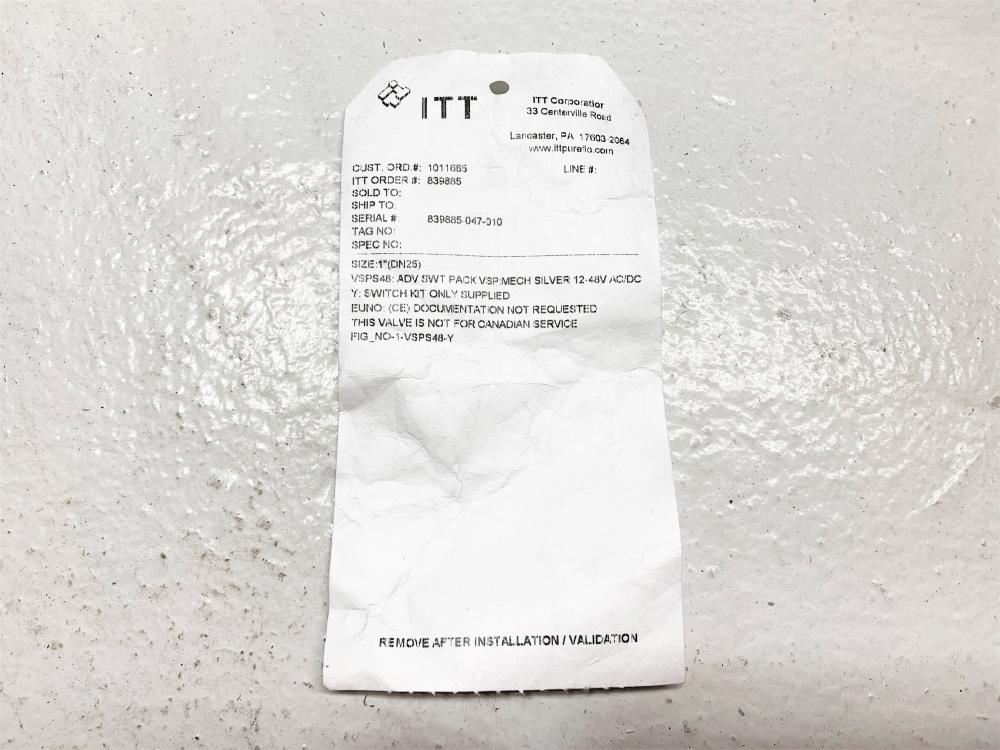 ITT
ITT Corporation
33 Centerville Road
Lancaster, PA 17603-2064
www.ittpureflo.com
CUST. ORD.#: 1011665 LINE #:
ITT ORDER #: 839885
SOLD TO:
SHIP TO:
SERIAL #: 839885-047-010
TAG NO:
SPEC NO:
SIZE:1"(DN25)
VSPS48: ADV SWT PACK VSP:MECH SILVER 12-48V AC/DC
Y: SWITCH KIT ONLY SUPPLIED
EUNO: (CE) DOCUMENTATION NOT REQUESTED
THIS VALVE IS NOT FOR CANADIAN SERVICE
FIG_NO-1-VSPS48-Y
REMOVE AFTER INSTALLATION / VALIDATION